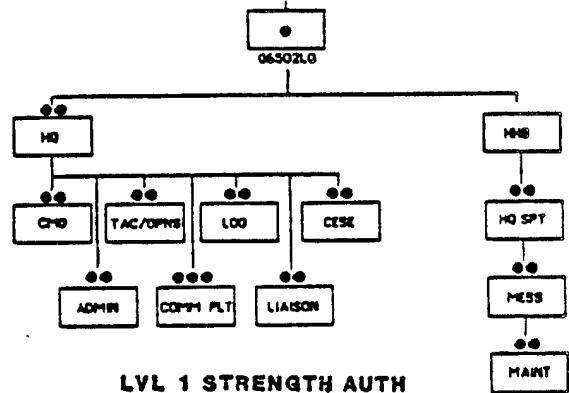 06502LG
HQ
HHB
CMD
TAC/OPNS
LOG
CESE
HQ SPT
ADMIN
COMM PLT
LIAISON
MESS
MAINT
LVL 1 STRENGTH AUTH